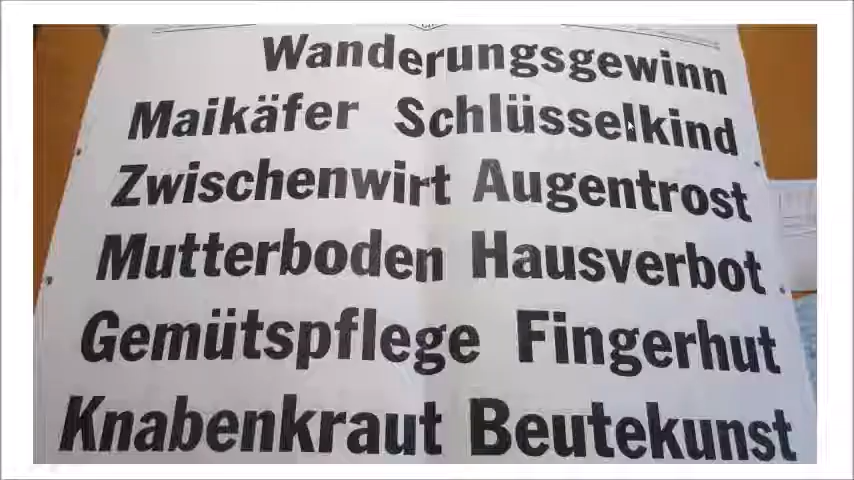 Wanderungsgewinn
Maikäfer Schlüsselkind
Zwischenwirt Augentrost
Mutterboden Hausverbot
Gemütspflege Fingerhut
Knabenkraut Beutekunst